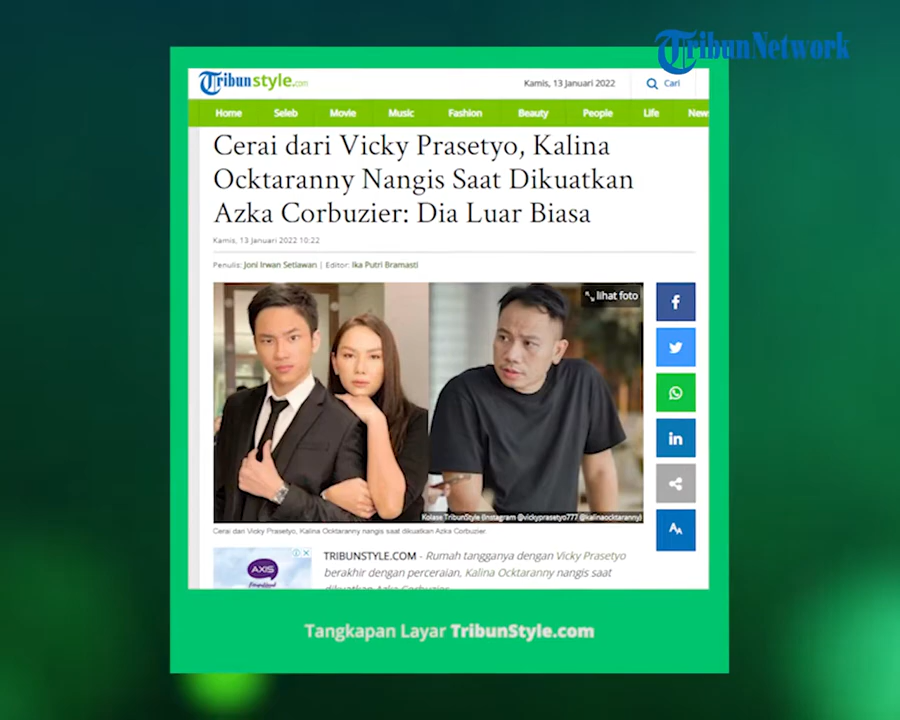 TribunNetwork
Tribunstyle.com
Kamis, 13 Januari 2022
Cari
Home Seleb Movie Music Fashion Beauty People Life News
Cerai dari Vicky Prasetyo, Kalina
Ocktaranny Nangis Saat Dikuatkan
Azka Corbuzier: Dia Luar Biasa
Kamis, 13 Januari 2022 10:22
Penulis: Joni Irwan Setiawan | Editor: Ika Putri Bramasti
lihat foto
Kolase TribunStyle (Instagram @vickyprasetyo777 @kalinaocktaranny)
Cerai dari Vicky Prasetyo, Kalina Ocktaranny nangis saat dikuatkan Azka Corbuzier.
AXIS
TRIBUNSTYLE.COM - Rumah tangganya dengan Vicky Prasetyo
berakhir dengan perceraian, Kalina Ocktaranny nangis saat
dikuatkan Azka Corbuzier.
Tangkapan Layar TribunStyle.com